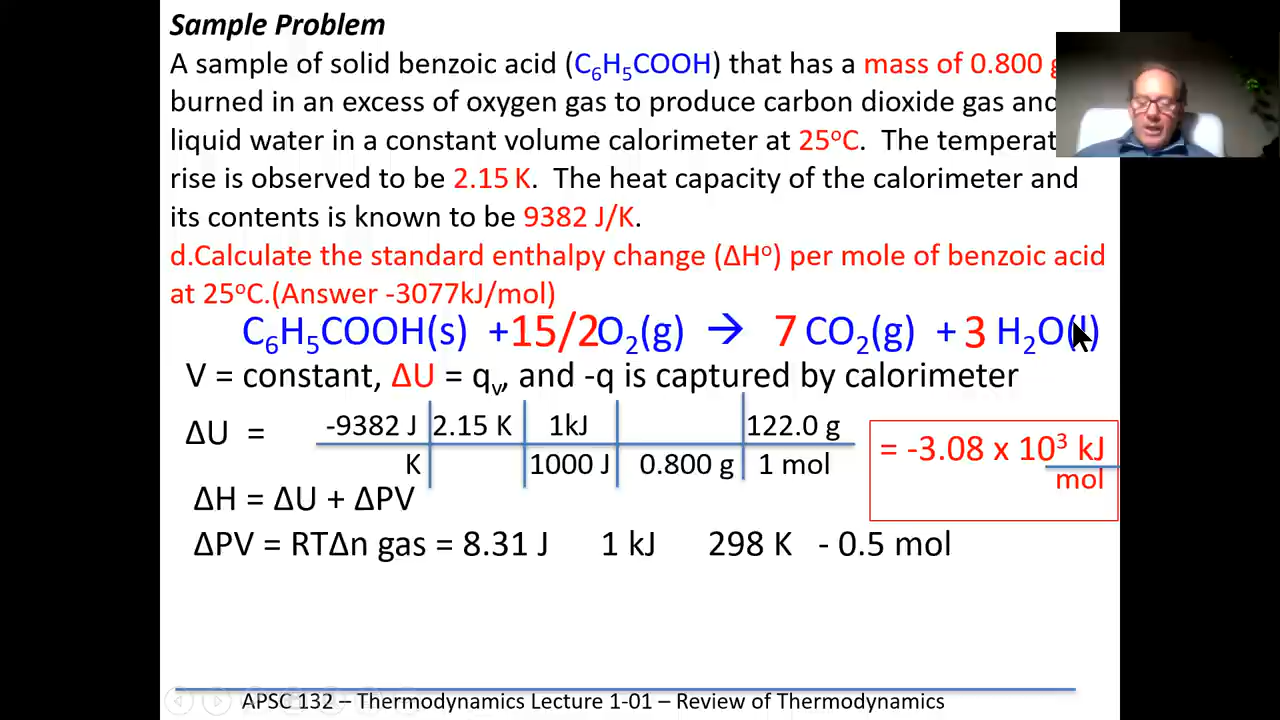 Sample Problem
A sample of solid benzoic acid (C₆H₅COOH) that has a mass of 0.800 g
burned in an excess of oxygen gas to produce carbon dioxide gas and
liquid water in a constant volume calorimeter at 25ᵒC. The temperat
rise is observed to be 2.15 K. The heat capacity of the calorimeter and
its contents is known to be 9382 J/K.
d.Calculate the standard enthalpy change (ΔHᵒ) per mole of benzoic acid
at 25ᵒC.(Answer -3077kJ/mol)
C₆H₅COOH(s) +15/2O₂(g) → 7 CO₂(g) + 3 H₂O(l)
V = constant, ΔU = qᵥ, and -q is captured by calorimeter
-9382 J 2.15 K 1kJ 122.0 g
ΔU = = -3.08 x 10³ kJ
K 1000 J 0.800 g 1 mol mol
ΔH = ΔU + ΔPV
ΔPV = RTΔn gas = 8.31 J 1 kJ 298 K - 0.5 mol
APSC 132 – Thermodynamics Lecture 1-01 – Review of Thermodynamics